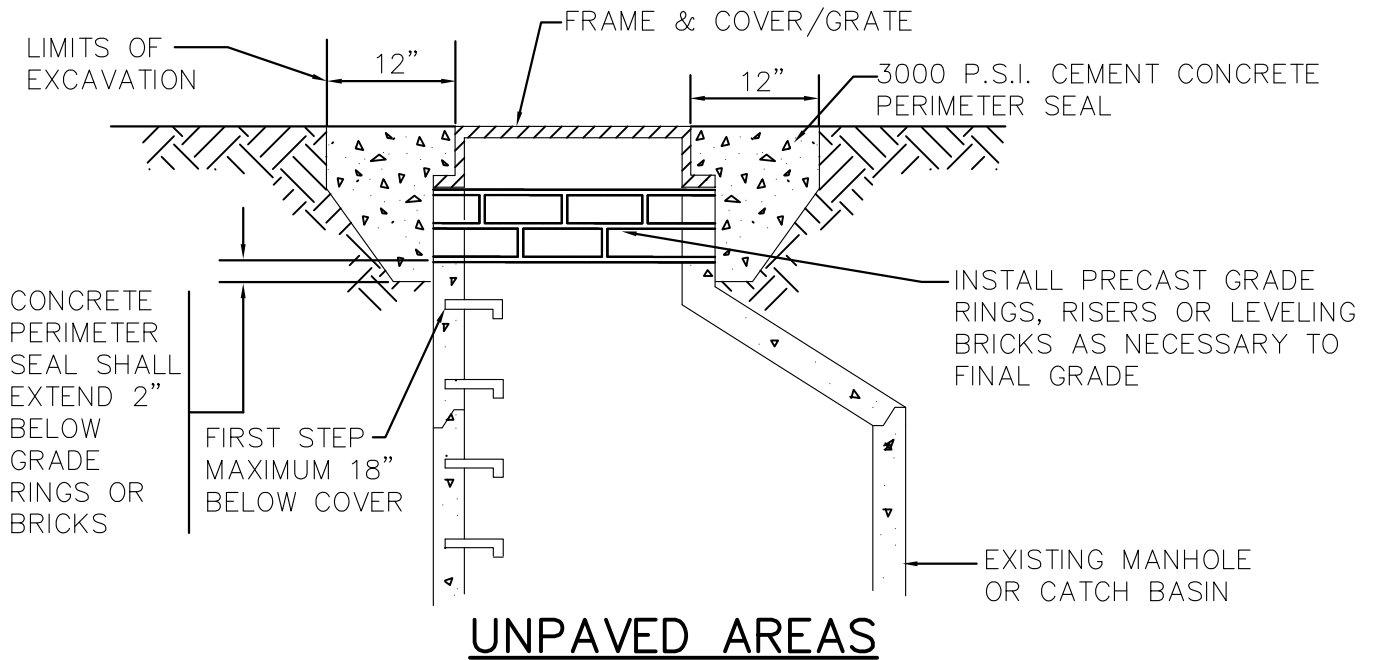 FRAME & COVER/GRATE
LIMITS OF
EXCAVATION
12”
12”
3000 P.S.I. CEMENT CONCRETE
PERIMETER SEAL
INSTALL PRECAST GRADE
RINGS, RISERS OR LEVELING
BRICKS AS NECESSARY TO
FINAL GRADE
CONCRETE
PERIMETER
SEAL SHALL
EXTEND 2”
BELOW
GRADE
RINGS OR
BRICKS
FIRST STEP
MAXIMUM 18”
BELOW COVER
EXISTING MANHOLE
OR CATCH BASIN
UNPAVED AREAS